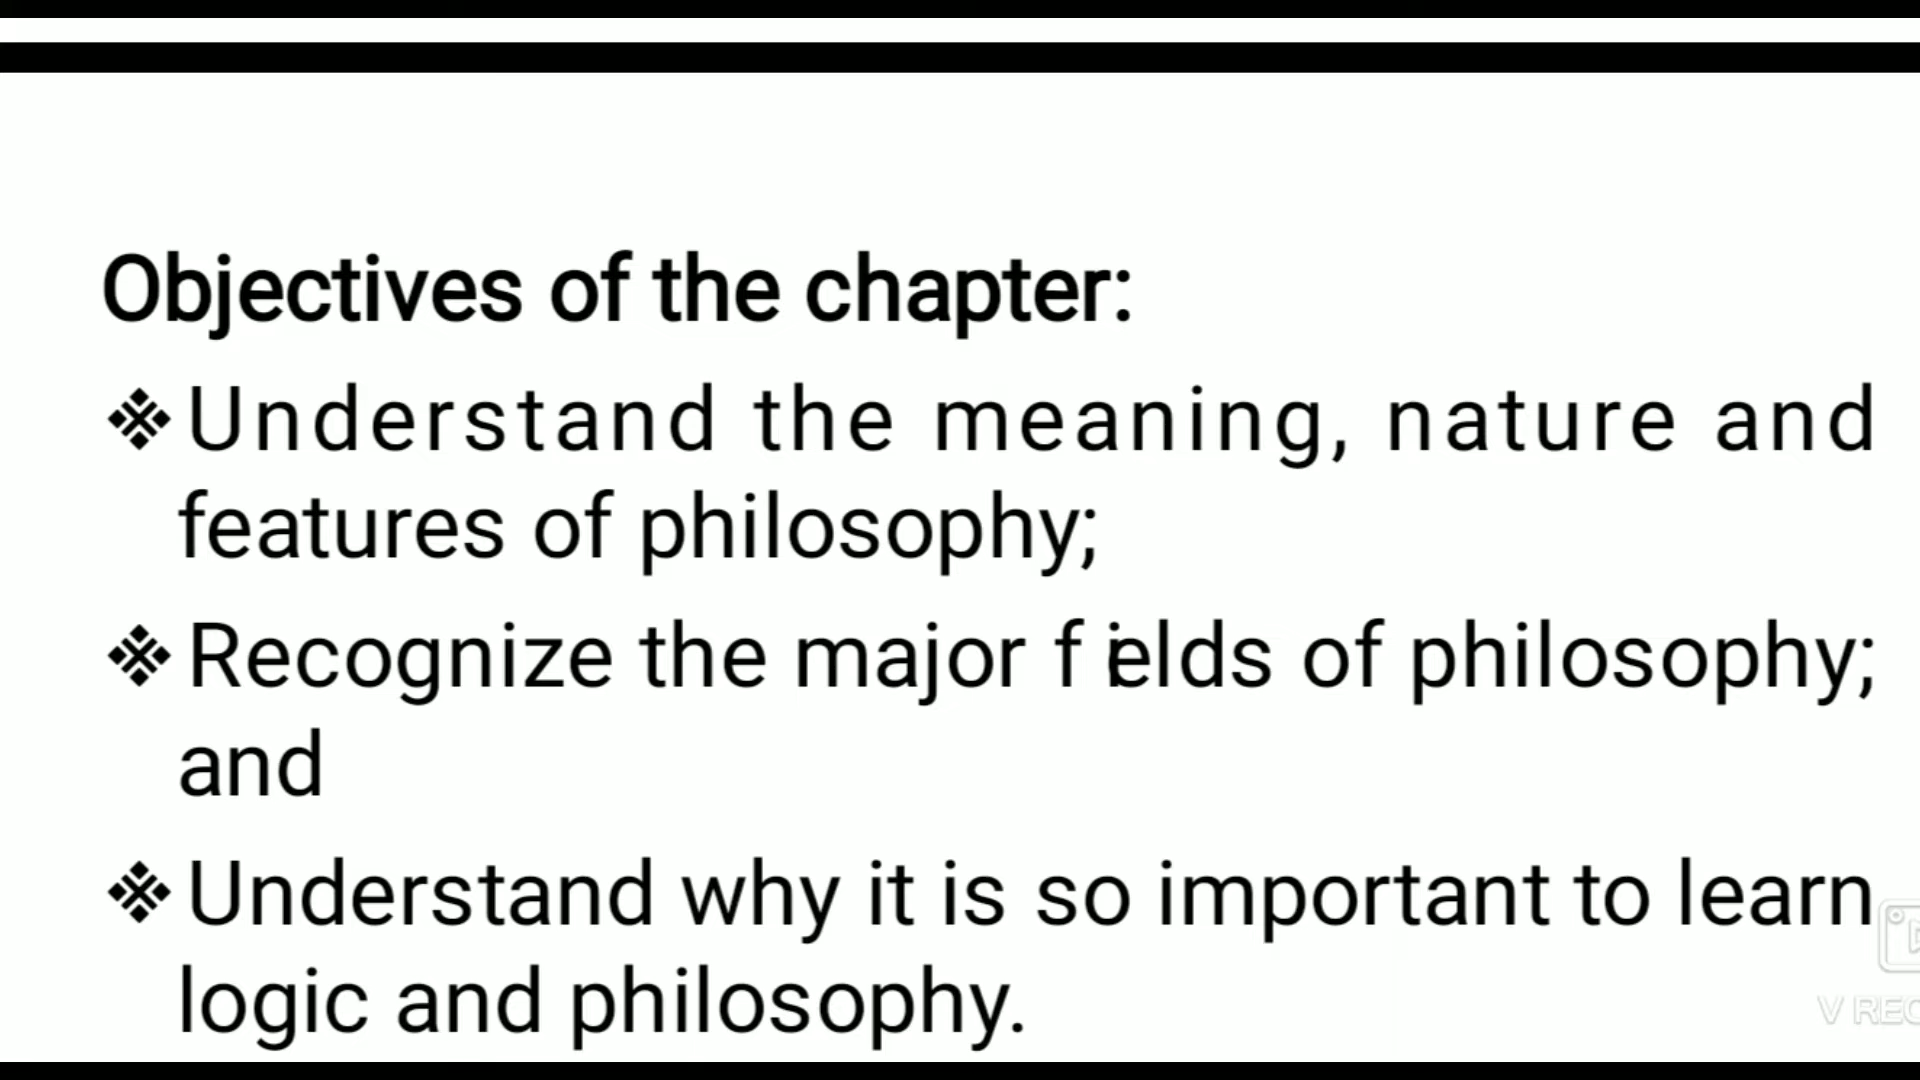 Objectives of the chapter:
❖Understand the meaning, nature and
features of philosophy;
❖Recognize the major fields of philosophy;
and
❖Understand why it is so important to learn
logic and philosophy.
V REC